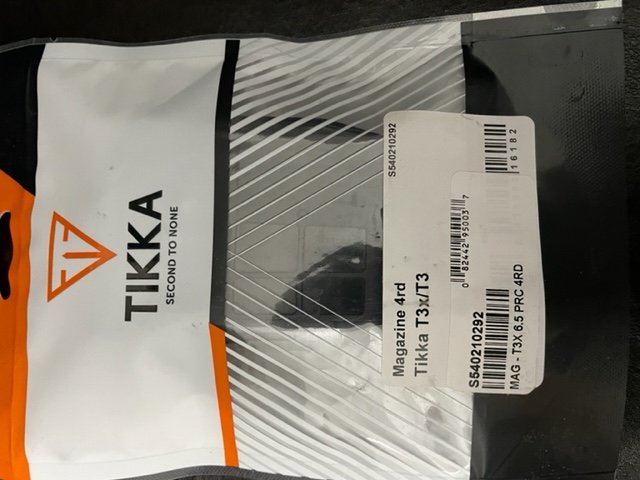 TIKKA
SECOND TO NONE
S540210292
Magazine 4rd
Tikka T3x/T3
16182
0 82442 95003 7
S540210292
MAG - T3X 6.5 PRC 4RD